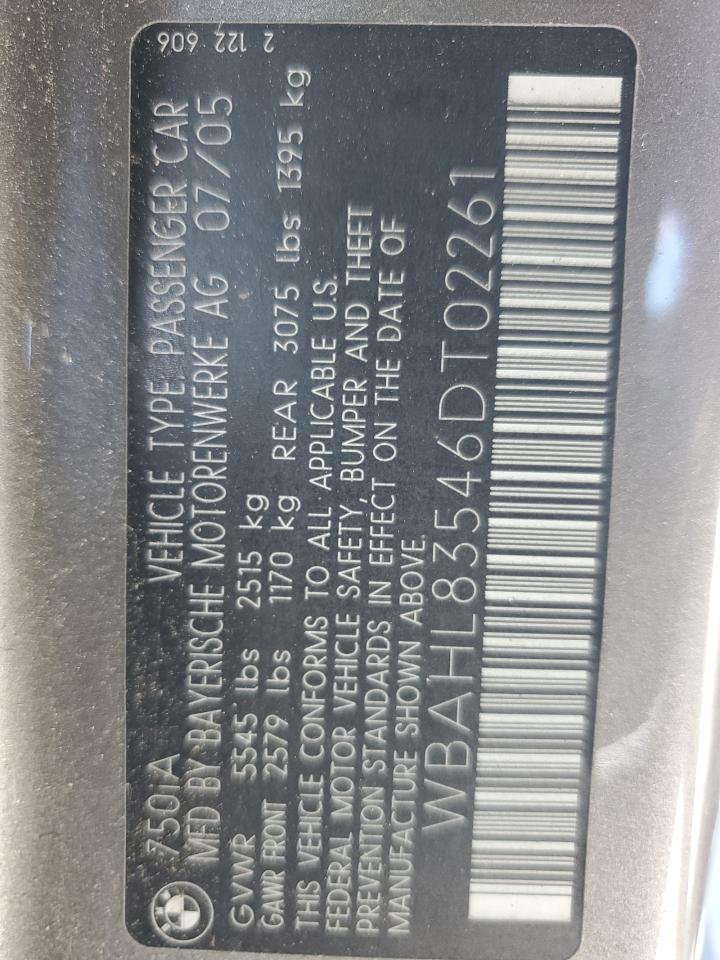 2 122 606
750iA VEHICLE TYPE PASSENGER CAR
MFD BY BAYERISCHE MOTORENWERKE AG 07/05
GVWR 5545 lbs 2515 kg
GAWR FRONT 2579 lbs 1170 kg REAR 3075 lbs 1395 kg
THIS VEHICLE CONFORMS TO ALL APPLICABLE U.S.
FEDERAL MOTOR VEHICLE SAFETY, BUMPER AND THEFT
PREVENTION STANDARDS IN EFFECT ON THE DATE OF
MANUFACTURE SHOWN ABOVE.
WBAHL83546DT02261